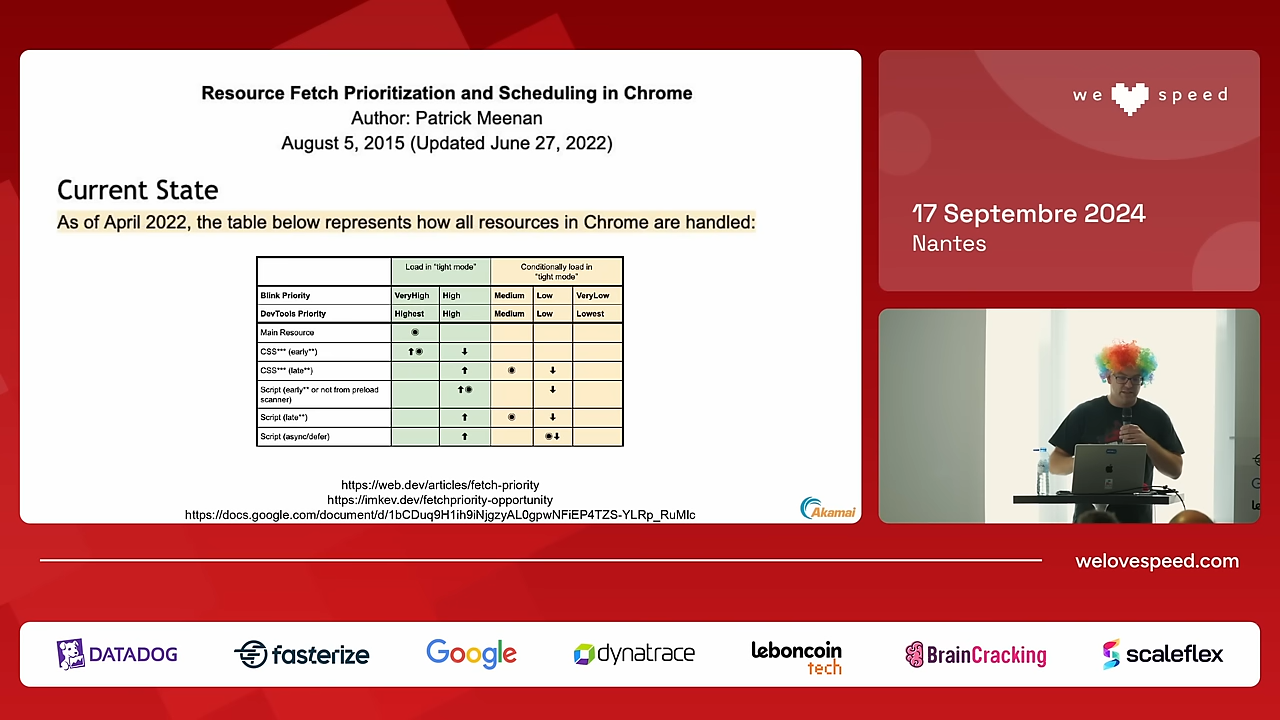 Resource Fetch Prioritization and Scheduling in Chrome
Author: Patrick Meenan
August 5, 2015 (Updated June 27, 2022)
Current State
As of April 2022, the table below represents how all resources in Chrome are handled:
Load in "tight mode"
Conditionally load in
"tight mode"
Blink Priority VeryHigh High Medium Low VeryLow
DevTools Priority Highest High Medium Low Lowest
Main Resource ◉
CSS*** (early**) ⬆◉ ⬇
CSS*** (late**) ⬆ ◉ ⬇
Script (early** or not from preload
scanner) ⬆◉ ⬇
Script (late**) ⬆ ◉ ⬇
Script (async/defer) ⬆ ◉⬇
https://web.dev/articles/fetch-priority
https://imkev.dev/fetchpriority-opportunity
https://docs.google.com/document/d/1bCDuq9H1ih9iNjgzyAL0gpwNFiEP4TZS-YLRp_RuMlc
Akamai
we speed
17 Septembre 2024
Nantes
welovespeed.com
DATADOG
fasterize
Google
dynatrace
leboncoin
tech
BrainCracking
scaleflex